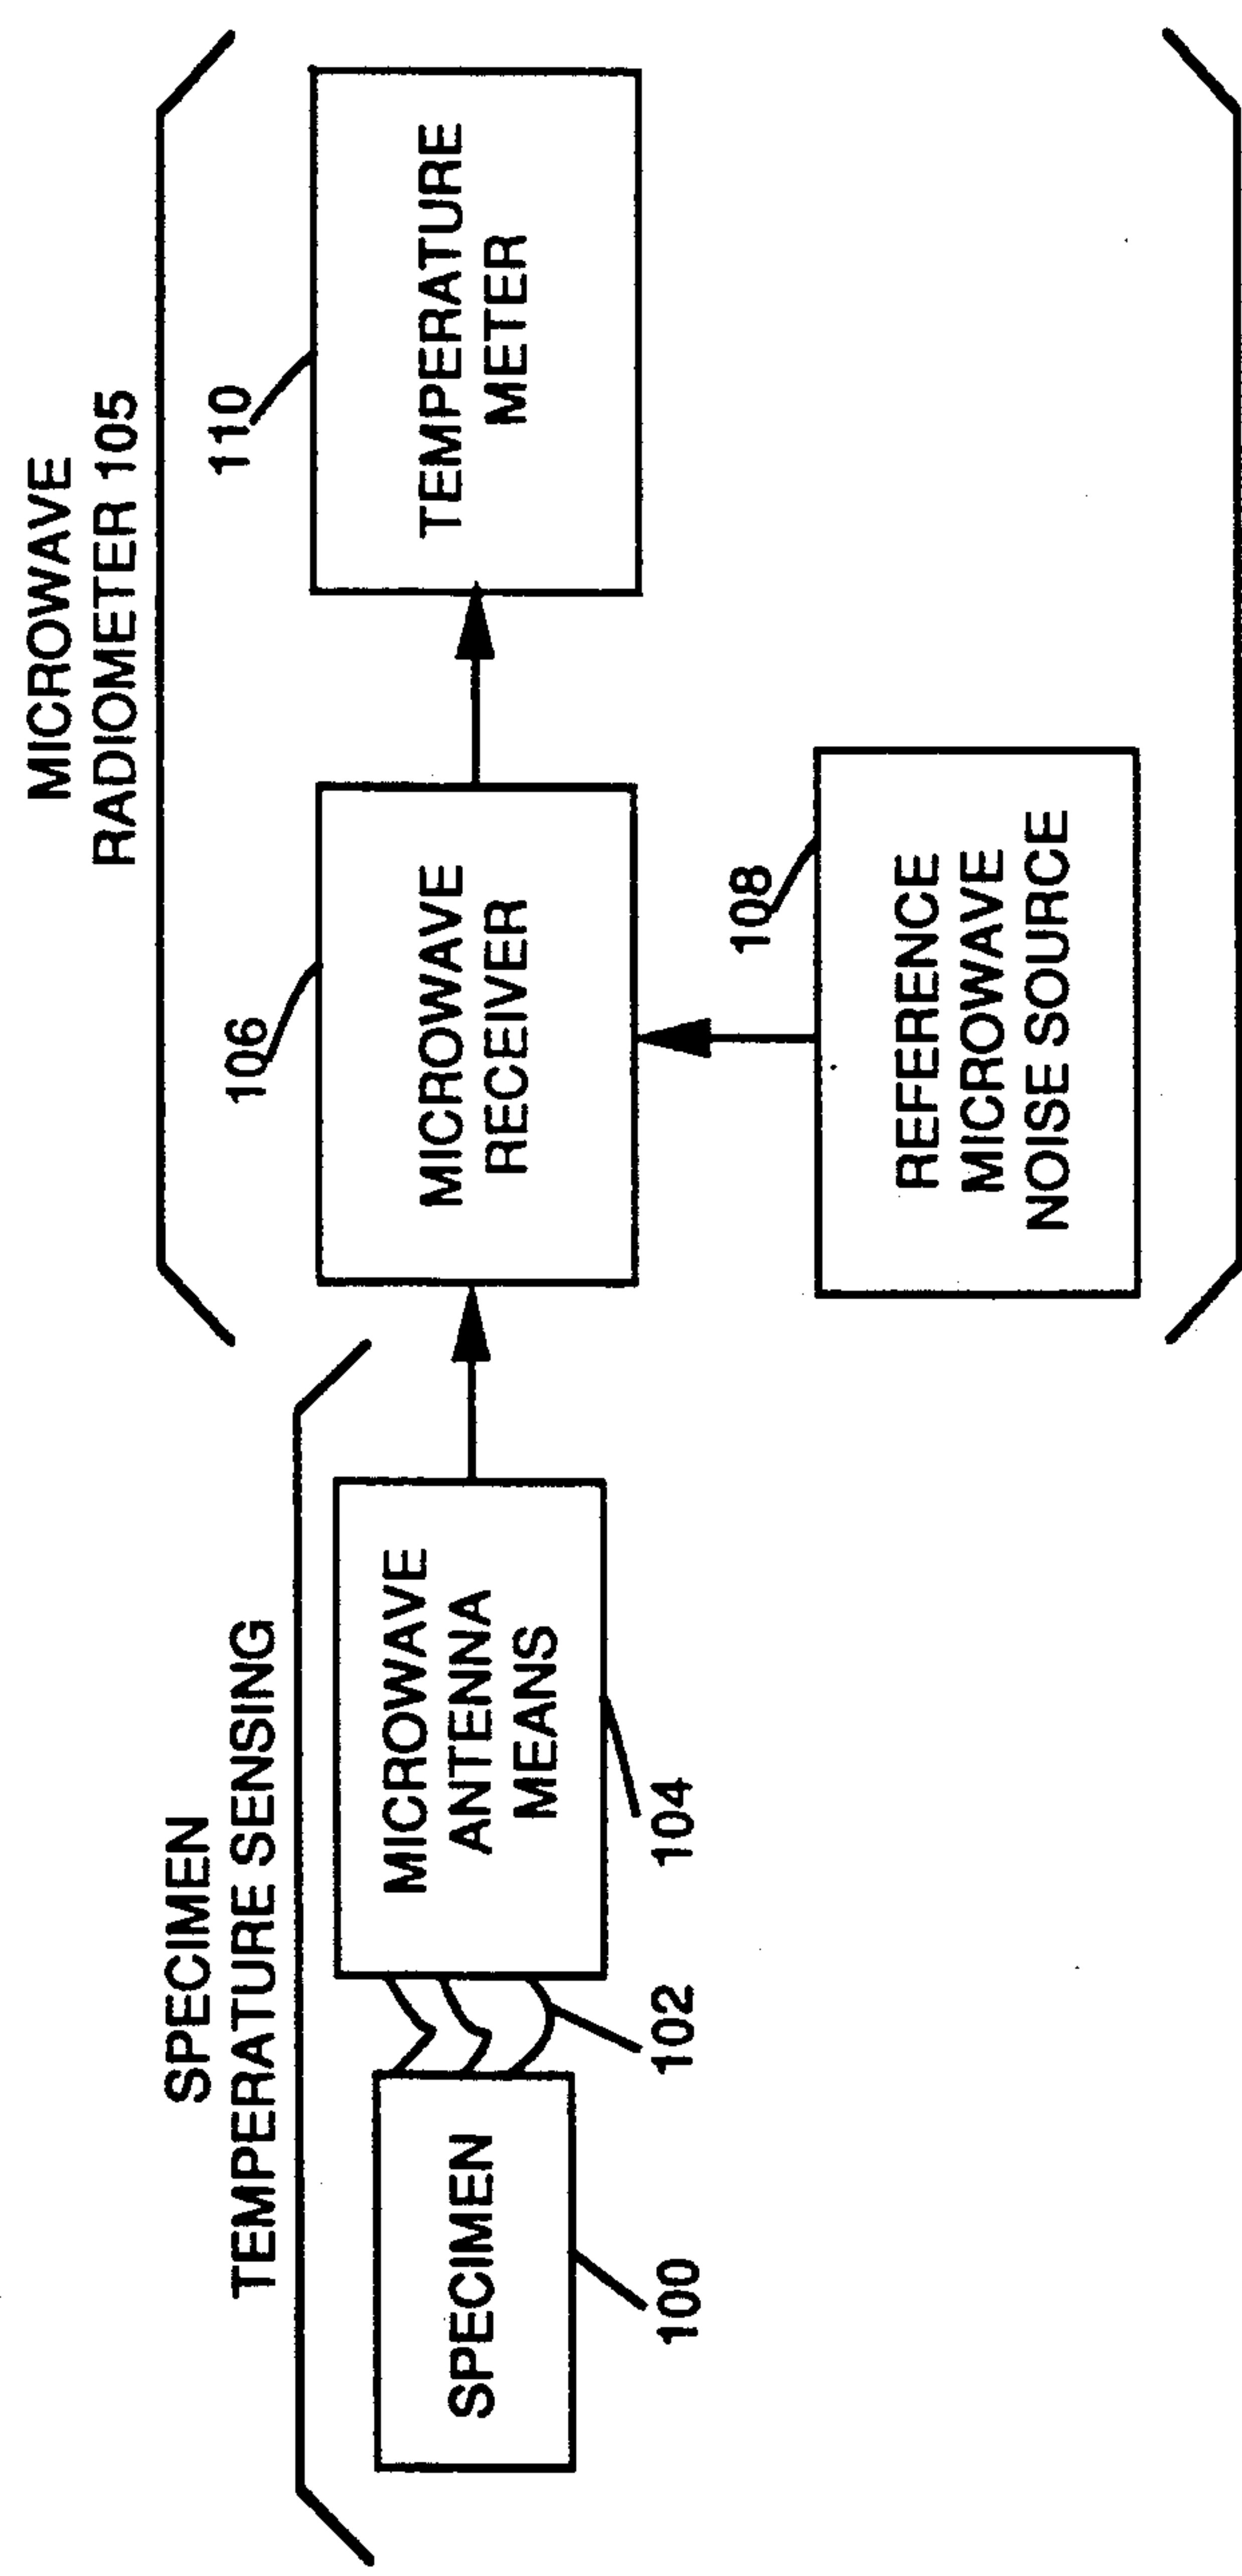 SPECIMEN
TEMPERATURE SENSING
SPECIMEN
100
102
MICROWAVE
ANTENNA
MEANS
104
MICROWAVE
RADIOMETER 105
106
MICROWAVE
RECEIVER
108
REFERENCE
MICROWAVE
NOISE SOURCE
110
TEMPERATURE
METER